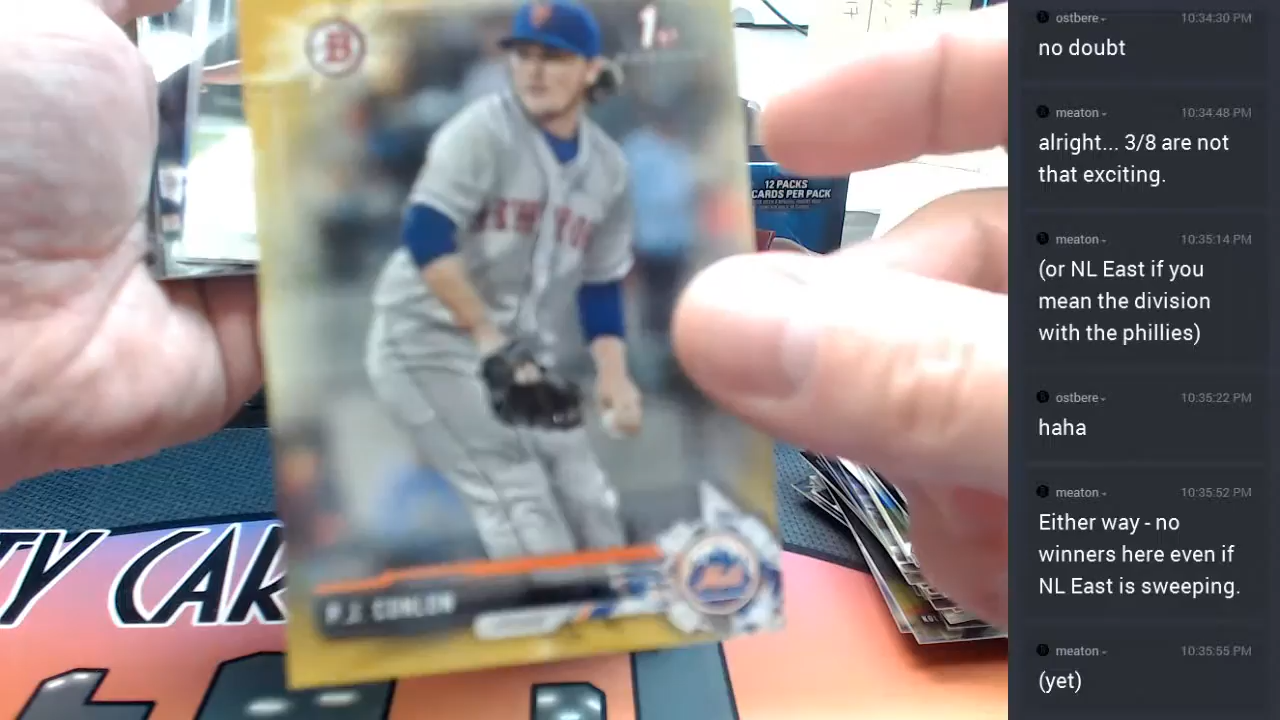 B
1st
NEW YORK
Mets
P.J. CONLON
12 PACKS
CARDS PER PACK
TY CAR
ostbere
10:34:30 PM
no doubt
meaton
10:34:48 PM
alright... 3/8 are not
that exciting.
meaton
10:35:14 PM
(or NL East if you
mean the division
with the phillies)
ostbere
10:35:22 PM
haha
meaton
10:35:52 PM
Either way - no
winners here even if
NL East is sweeping.
meaton
10:35:55 PM
(yet)